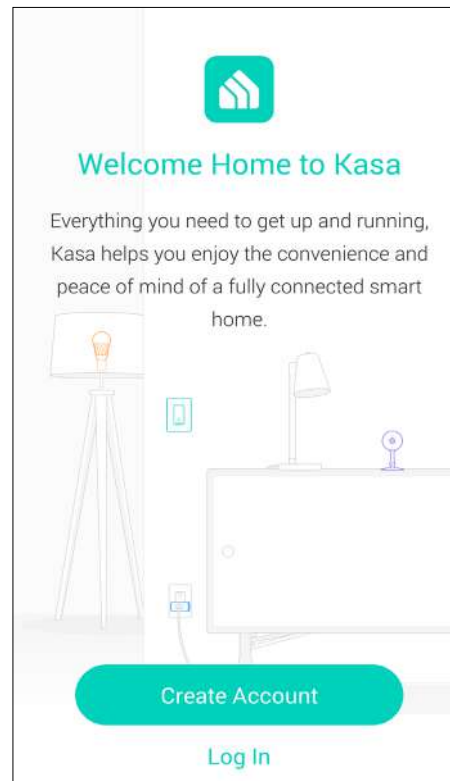 Welcome Home to Kasa
Everything you need to get up and running,
Kasa helps you enjoy the convenience and
peace of mind of a fully connected smart
home.
Create Account
Log In